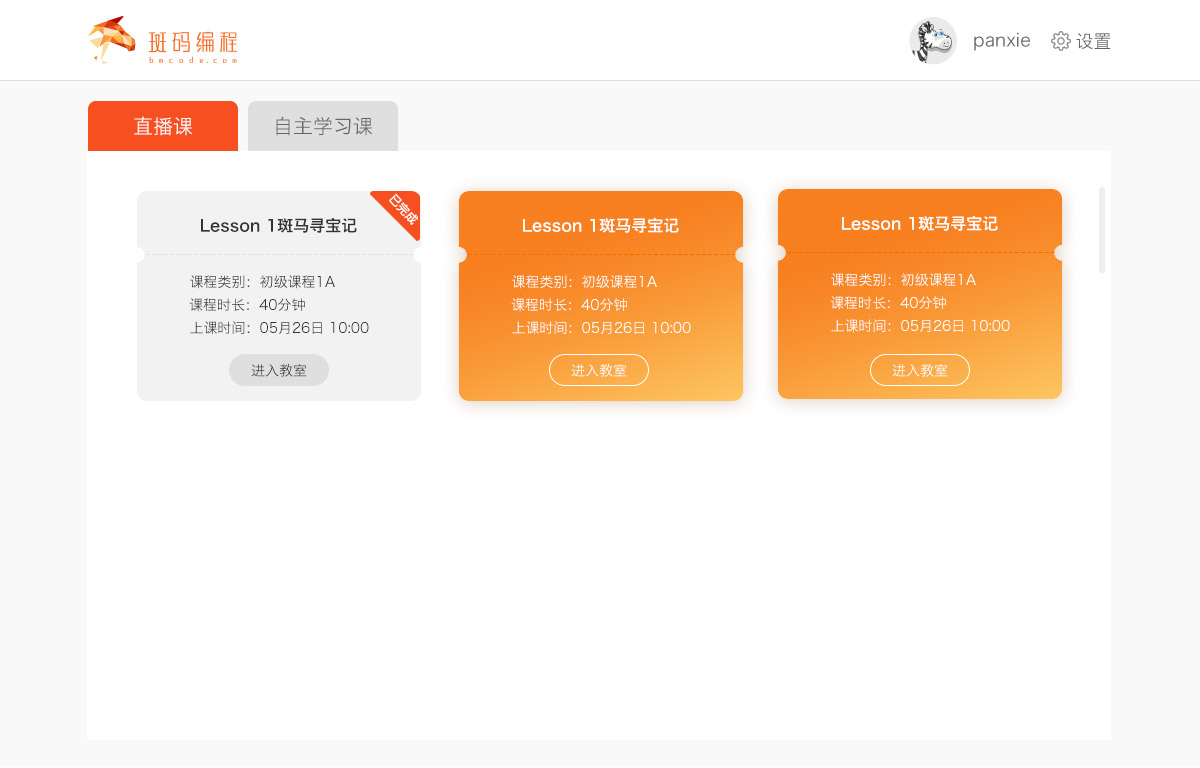 班码编程
bmcode.com
panxie
设置
直播课
自主学习课
已完成
Lesson 1斑马寻宝记
课程类别：初级课程1A
课程时长：40分钟
上课时间：05月26日 10:00
进入教室
Lesson 1斑马寻宝记
课程类别：初级课程1A
课程时长：40分钟
上课时间：05月26日 10:00
进入教室
Lesson 1斑马寻宝记
课程类别：初级课程1A
课程时长：40分钟
上课时间：05月26日 10:00
进入教室